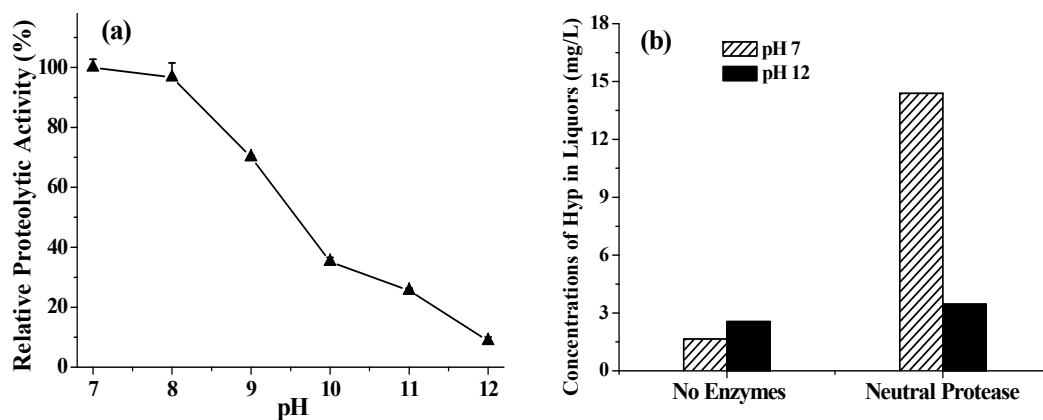 (a)
Relative Proteolytic Activity (%)
100
80
60
40
20
0
7 8 9 10 11 12
pH
(b)
Concentrations of Hyp in Liquors (mg/L)
18
15
12
9
6
3
0
pH 7
pH 12
No Enzymes Neutral Protease